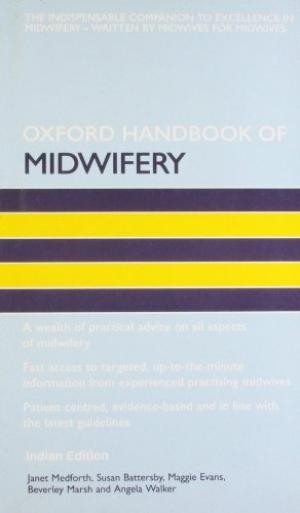 THE INDISPENSABLE COMPANION TO EXCELLENCE IN
MIDWIFERY – WRITTEN BY MIDWIVES FOR MIDWIVES
OXFORD HANDBOOK OF
MIDWIFERY
A wealth of practical advice on all aspects
of midwifery
Fast access to targeted, up-to-the-minute
information from experienced practising midwives
Patient centred, evidence-based and in line with
the latest guidelines
Indian Edition
Janet Medforth, Susan Battersby, Maggie Evans,
Beverley Marsh and Angela Walker